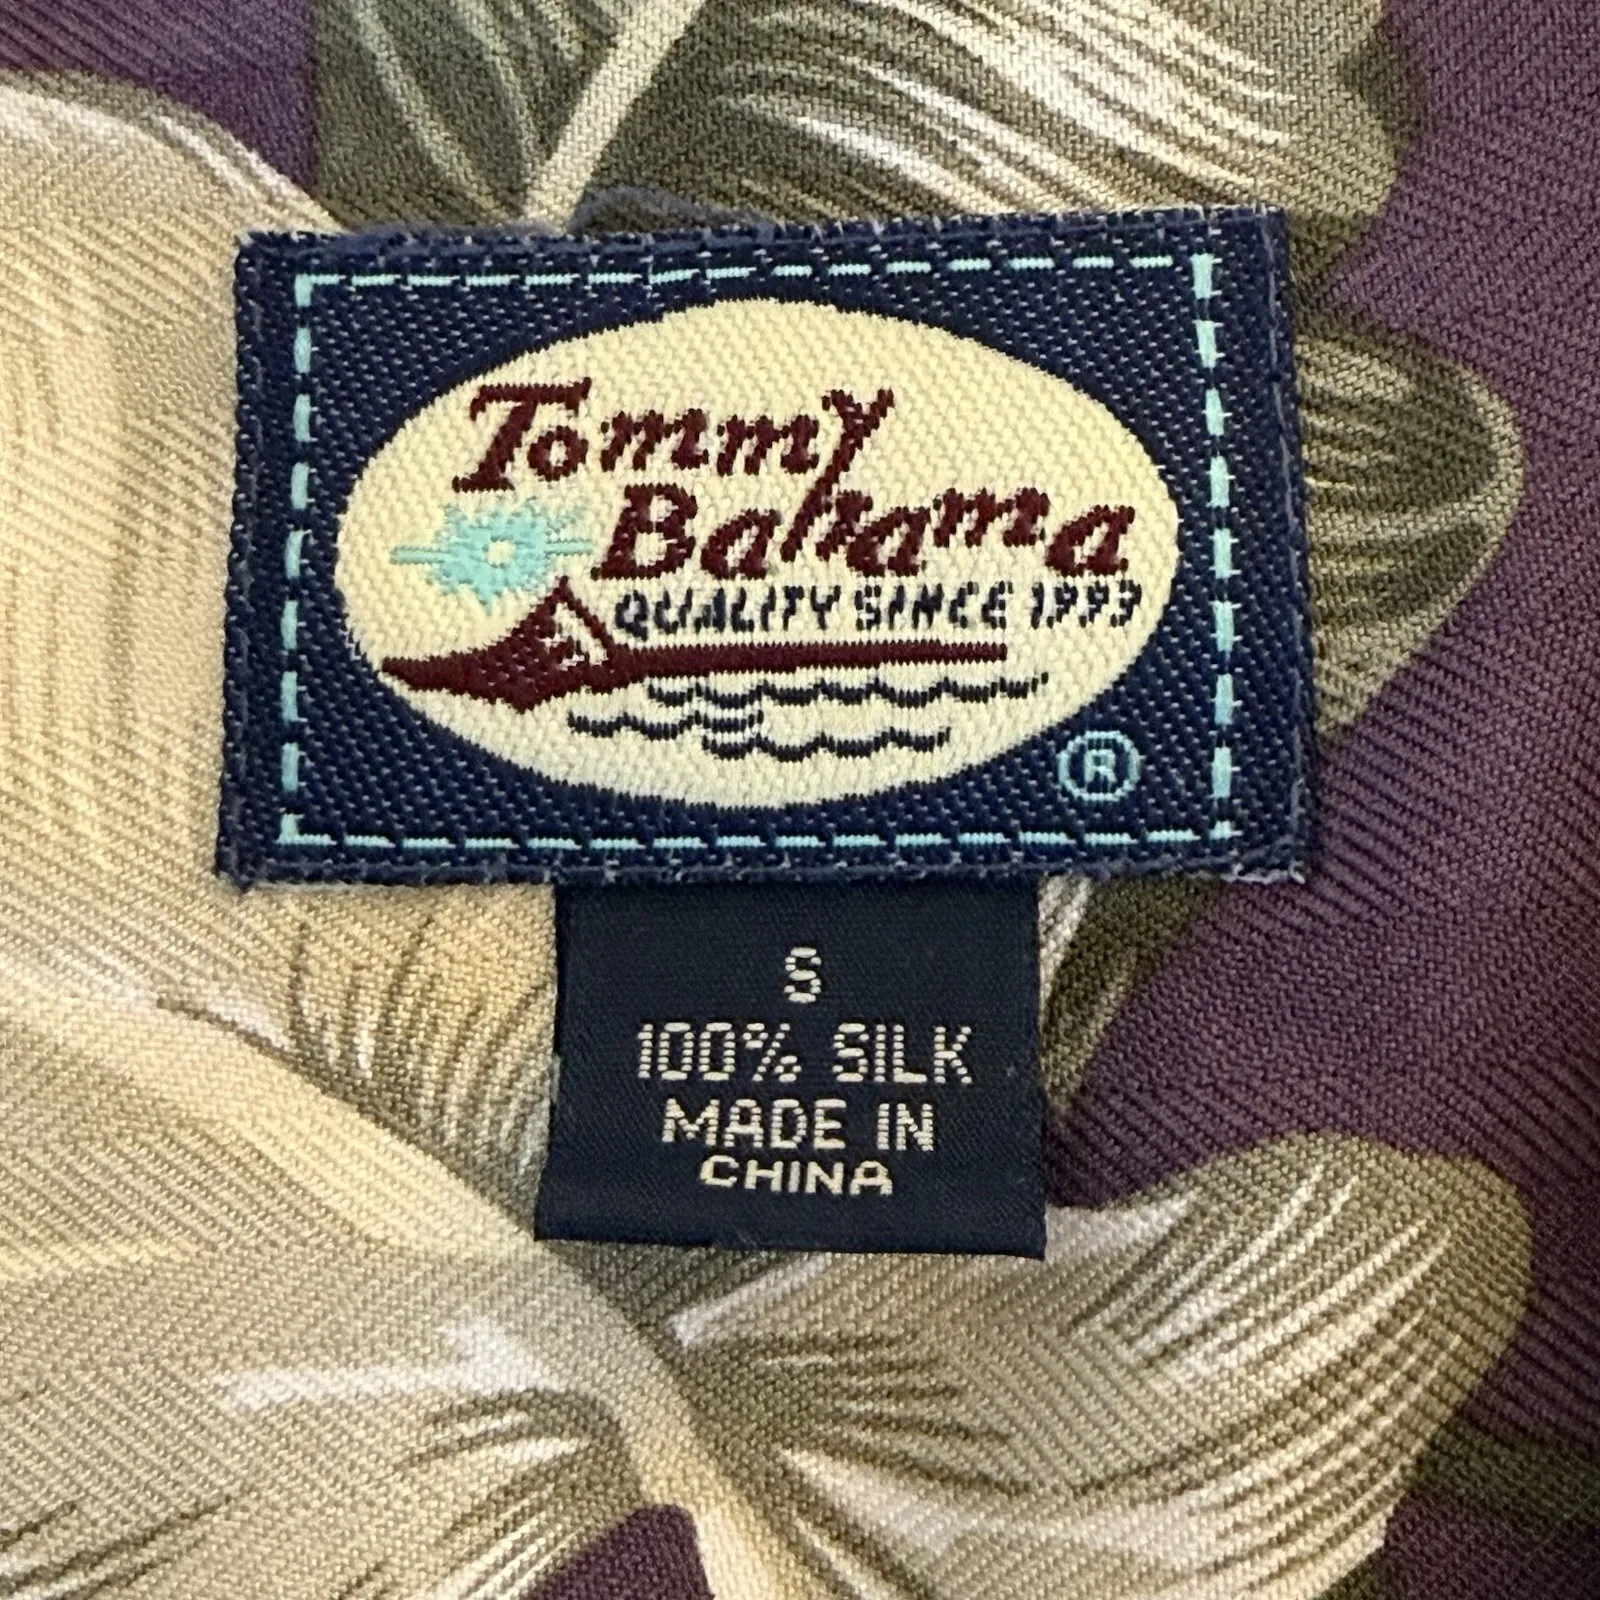 Tommy
Bahama
QUALITY SINCE 1993
®
S
100% SILK
MADE IN
CHINA